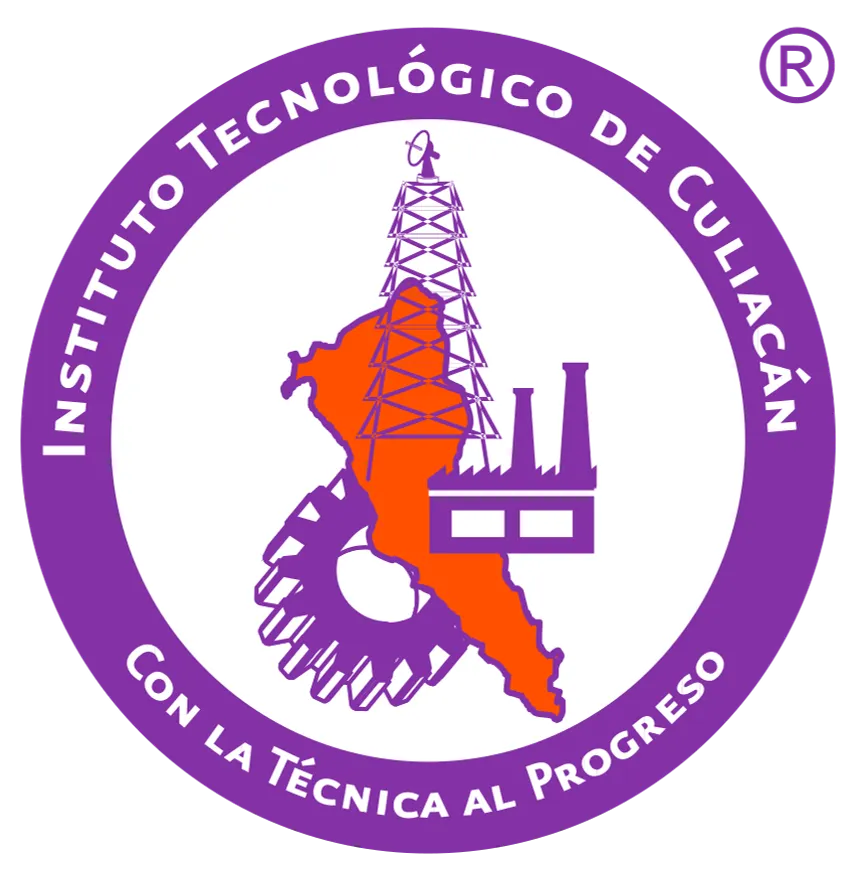 Instituto Tecnológico de Culiacán
®
Con la Técnica al Progreso